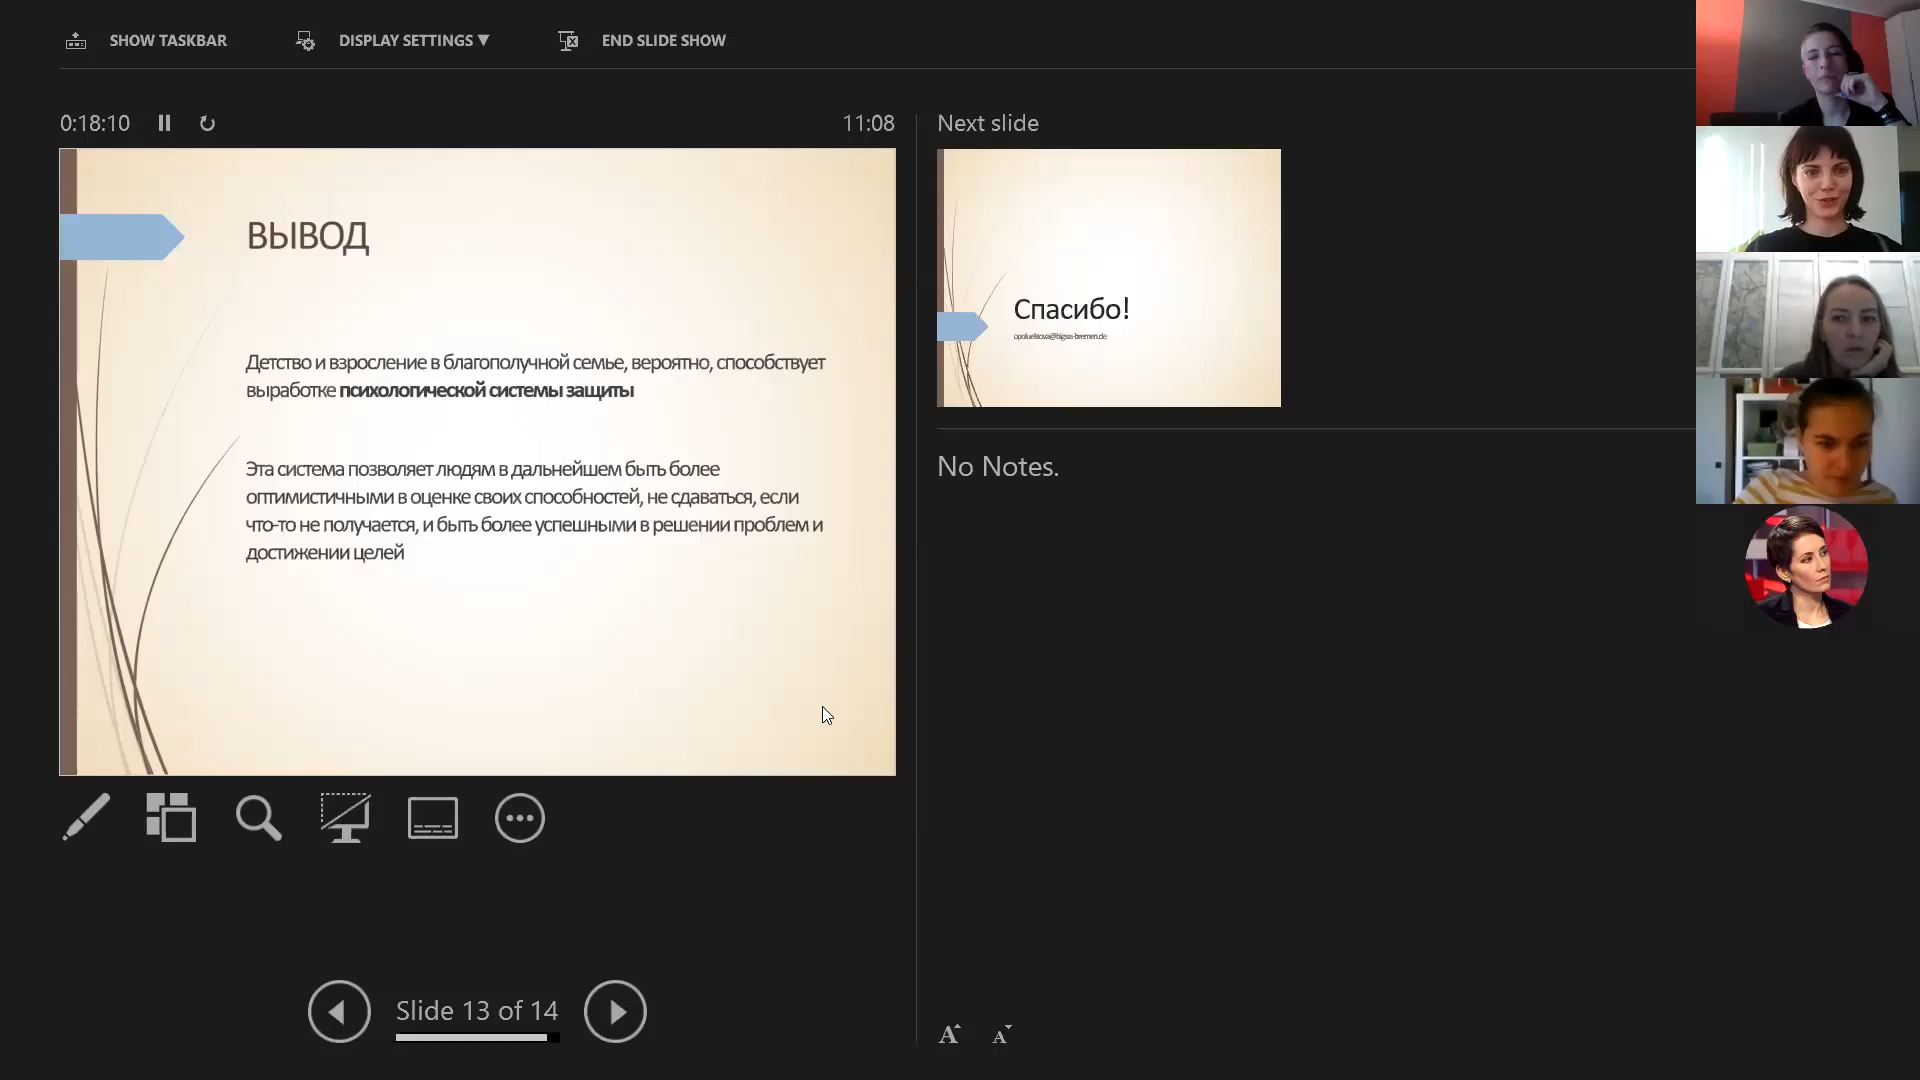 SHOW TASKBAR
DISPLAY SETTINGS ▼
END SLIDE SHOW
0:18:10
11:08
ВЫВОД
Детство и взросление в благополучной семье, вероятно, способствует
выработке психологической системы защиты
Эта система позволяет людям в дальнейшем быть более
оптимистичными в оценке своих способностей, не сдаваться, если
что-то не получается, и быть более успешными в решении проблем и
достижении целей
Slide 13 of 14
Next slide
Спасибо!
No Notes.
A
A